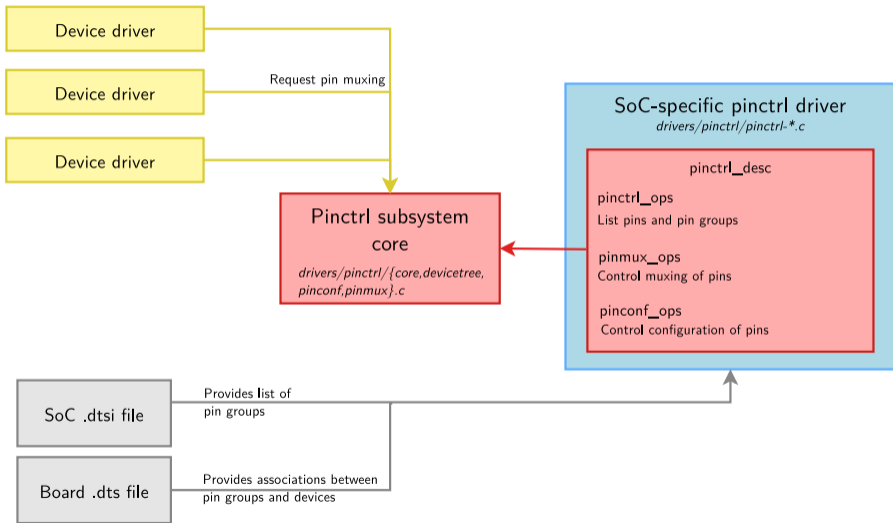 Device driver
Request pin muxing
Device driver
Device driver
SoC-specific pinctrl driver
drivers/pinctrl/pinctrl-*.c
pinctrl_desc
pinctrl_ops
List pins and pin groups
pinmux_ops
Control muxing of pins
pinconf_ops
Control configuration of pins
Pinctrl subsystem
core
drivers/pinctrl/{core,devicetree,
pinconf,pinmux}.c
SoC .dtsi file
Provides list of
pin groups
Board .dts file
Provides associations between
pin groups and devices